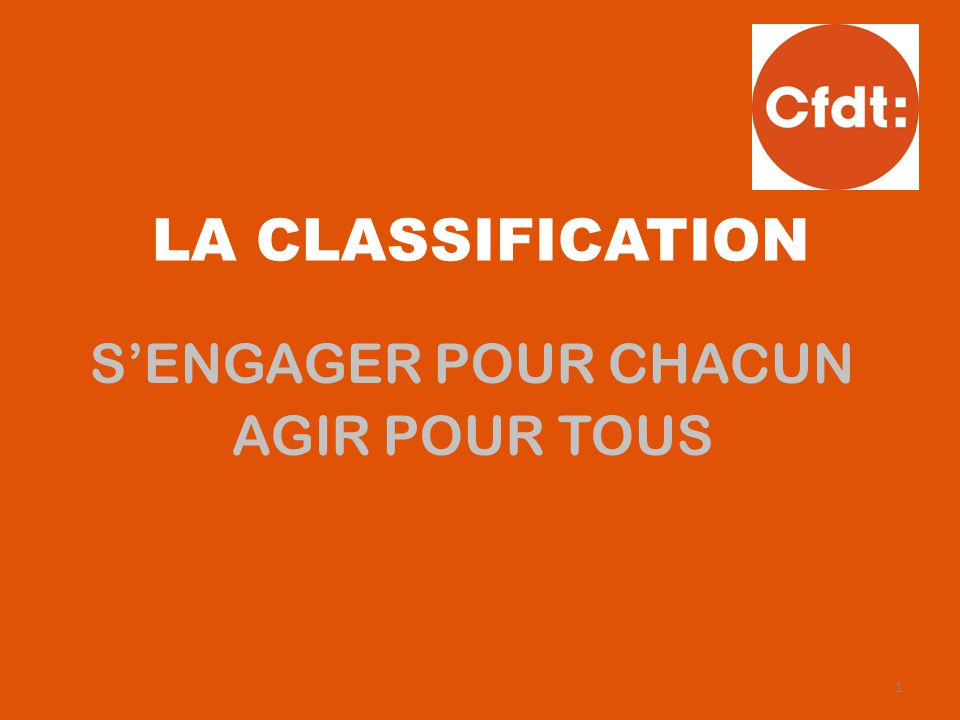 Cfdt:
LA CLASSIFICATION
S’ENGAGER POUR CHACUN
AGIR POUR TOUS
1